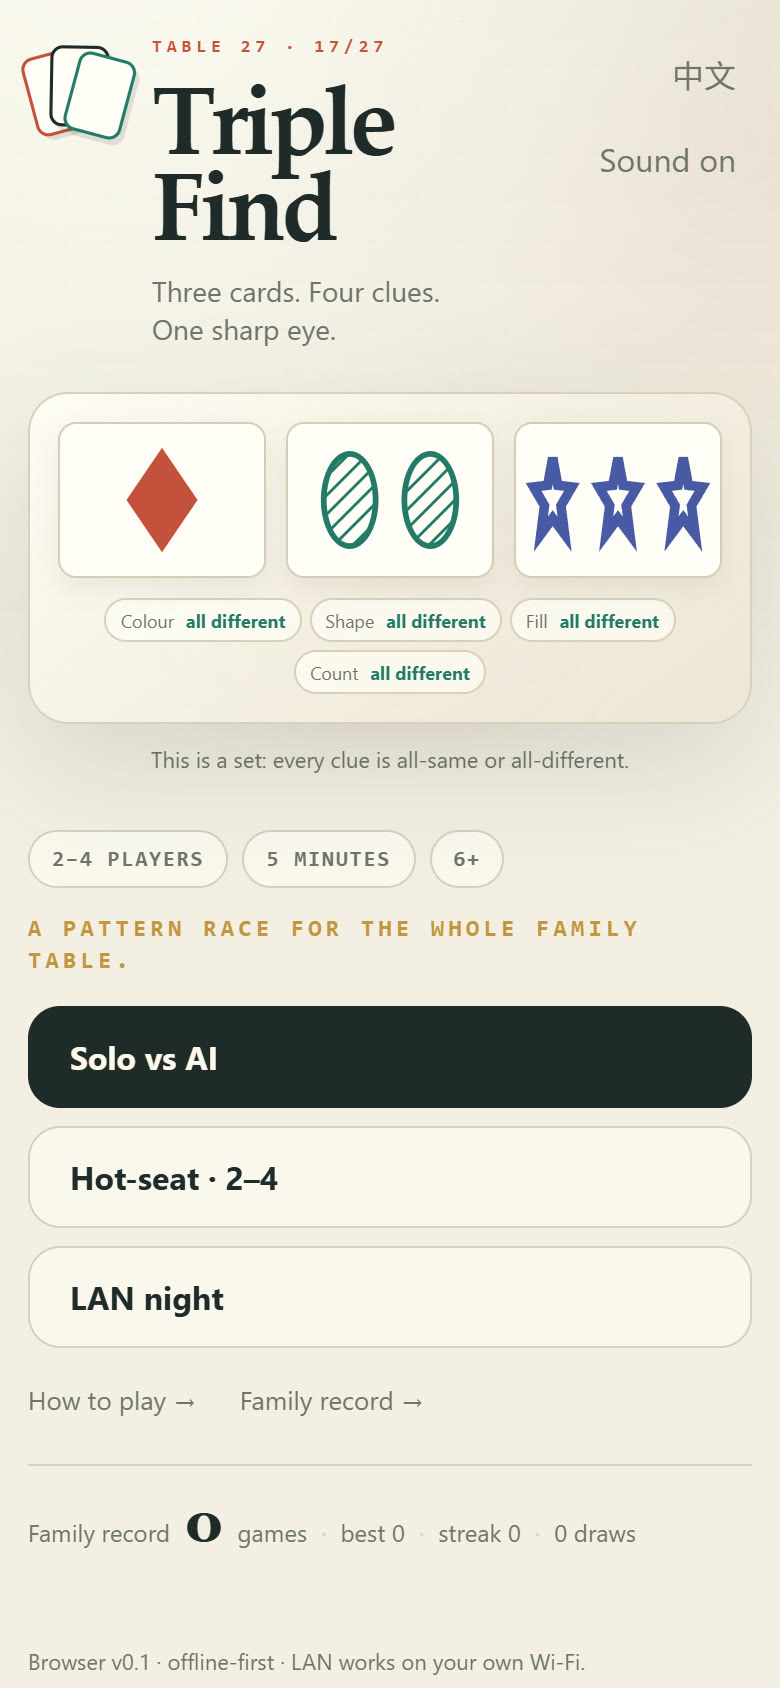 TABLE 27 · 17/27
中文
Triple
Find
Sound on
Three cards. Four clues.
One sharp eye.
Colour all different
Shape all different
Fill all different
Count all different
This is a set: every clue is all-same or all-different.
2–4 PLAYERS
5 MINUTES
6+
A PATTERN RACE FOR THE WHOLE FAMILY
TABLE.
Solo vs AI
Hot-seat · 2–4
LAN night
How to play →
Family record →
Family record 0 games · best 0 · streak 0 · 0 draws
Browser v0.1 · offline-first · LAN works on your own Wi-Fi.